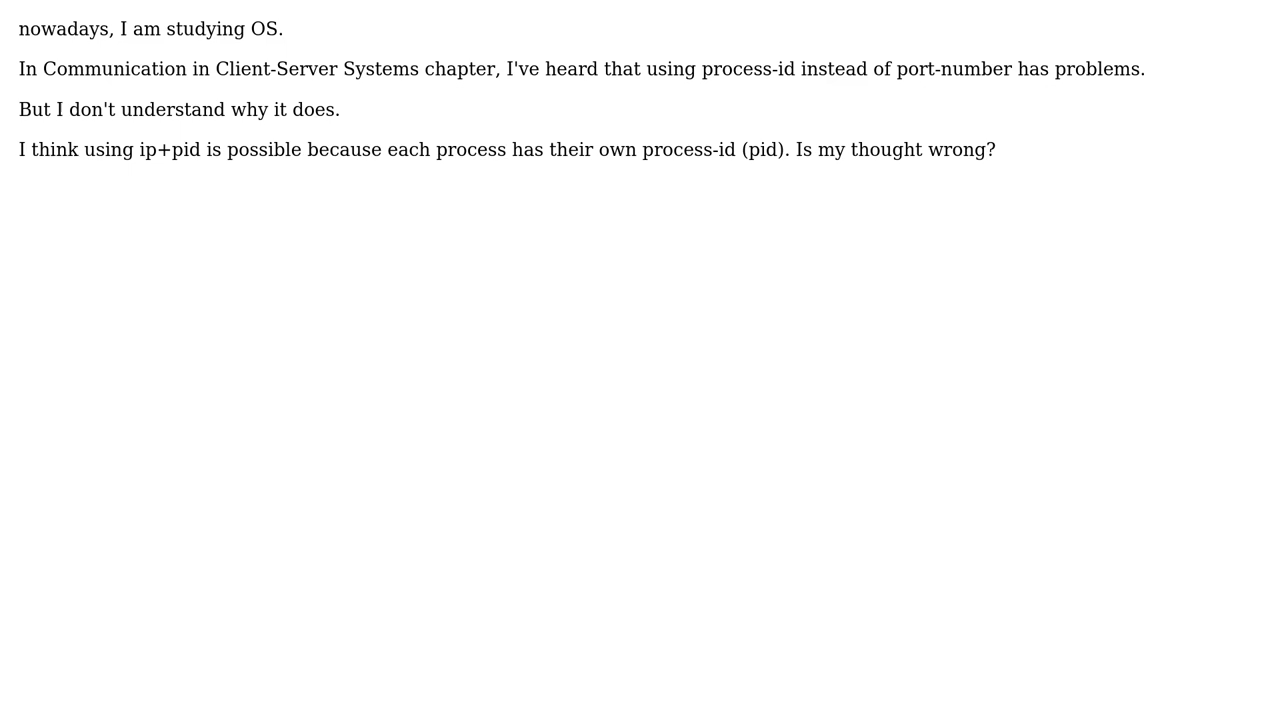 nowadays, I am studying OS.
In Communication in Client-Server Systems chapter, I've heard that using process-id instead of port-number has problems.
But I don't understand why it does.
I think using ip+pid is possible because each process has their own process-id (pid). Is my thought wrong?